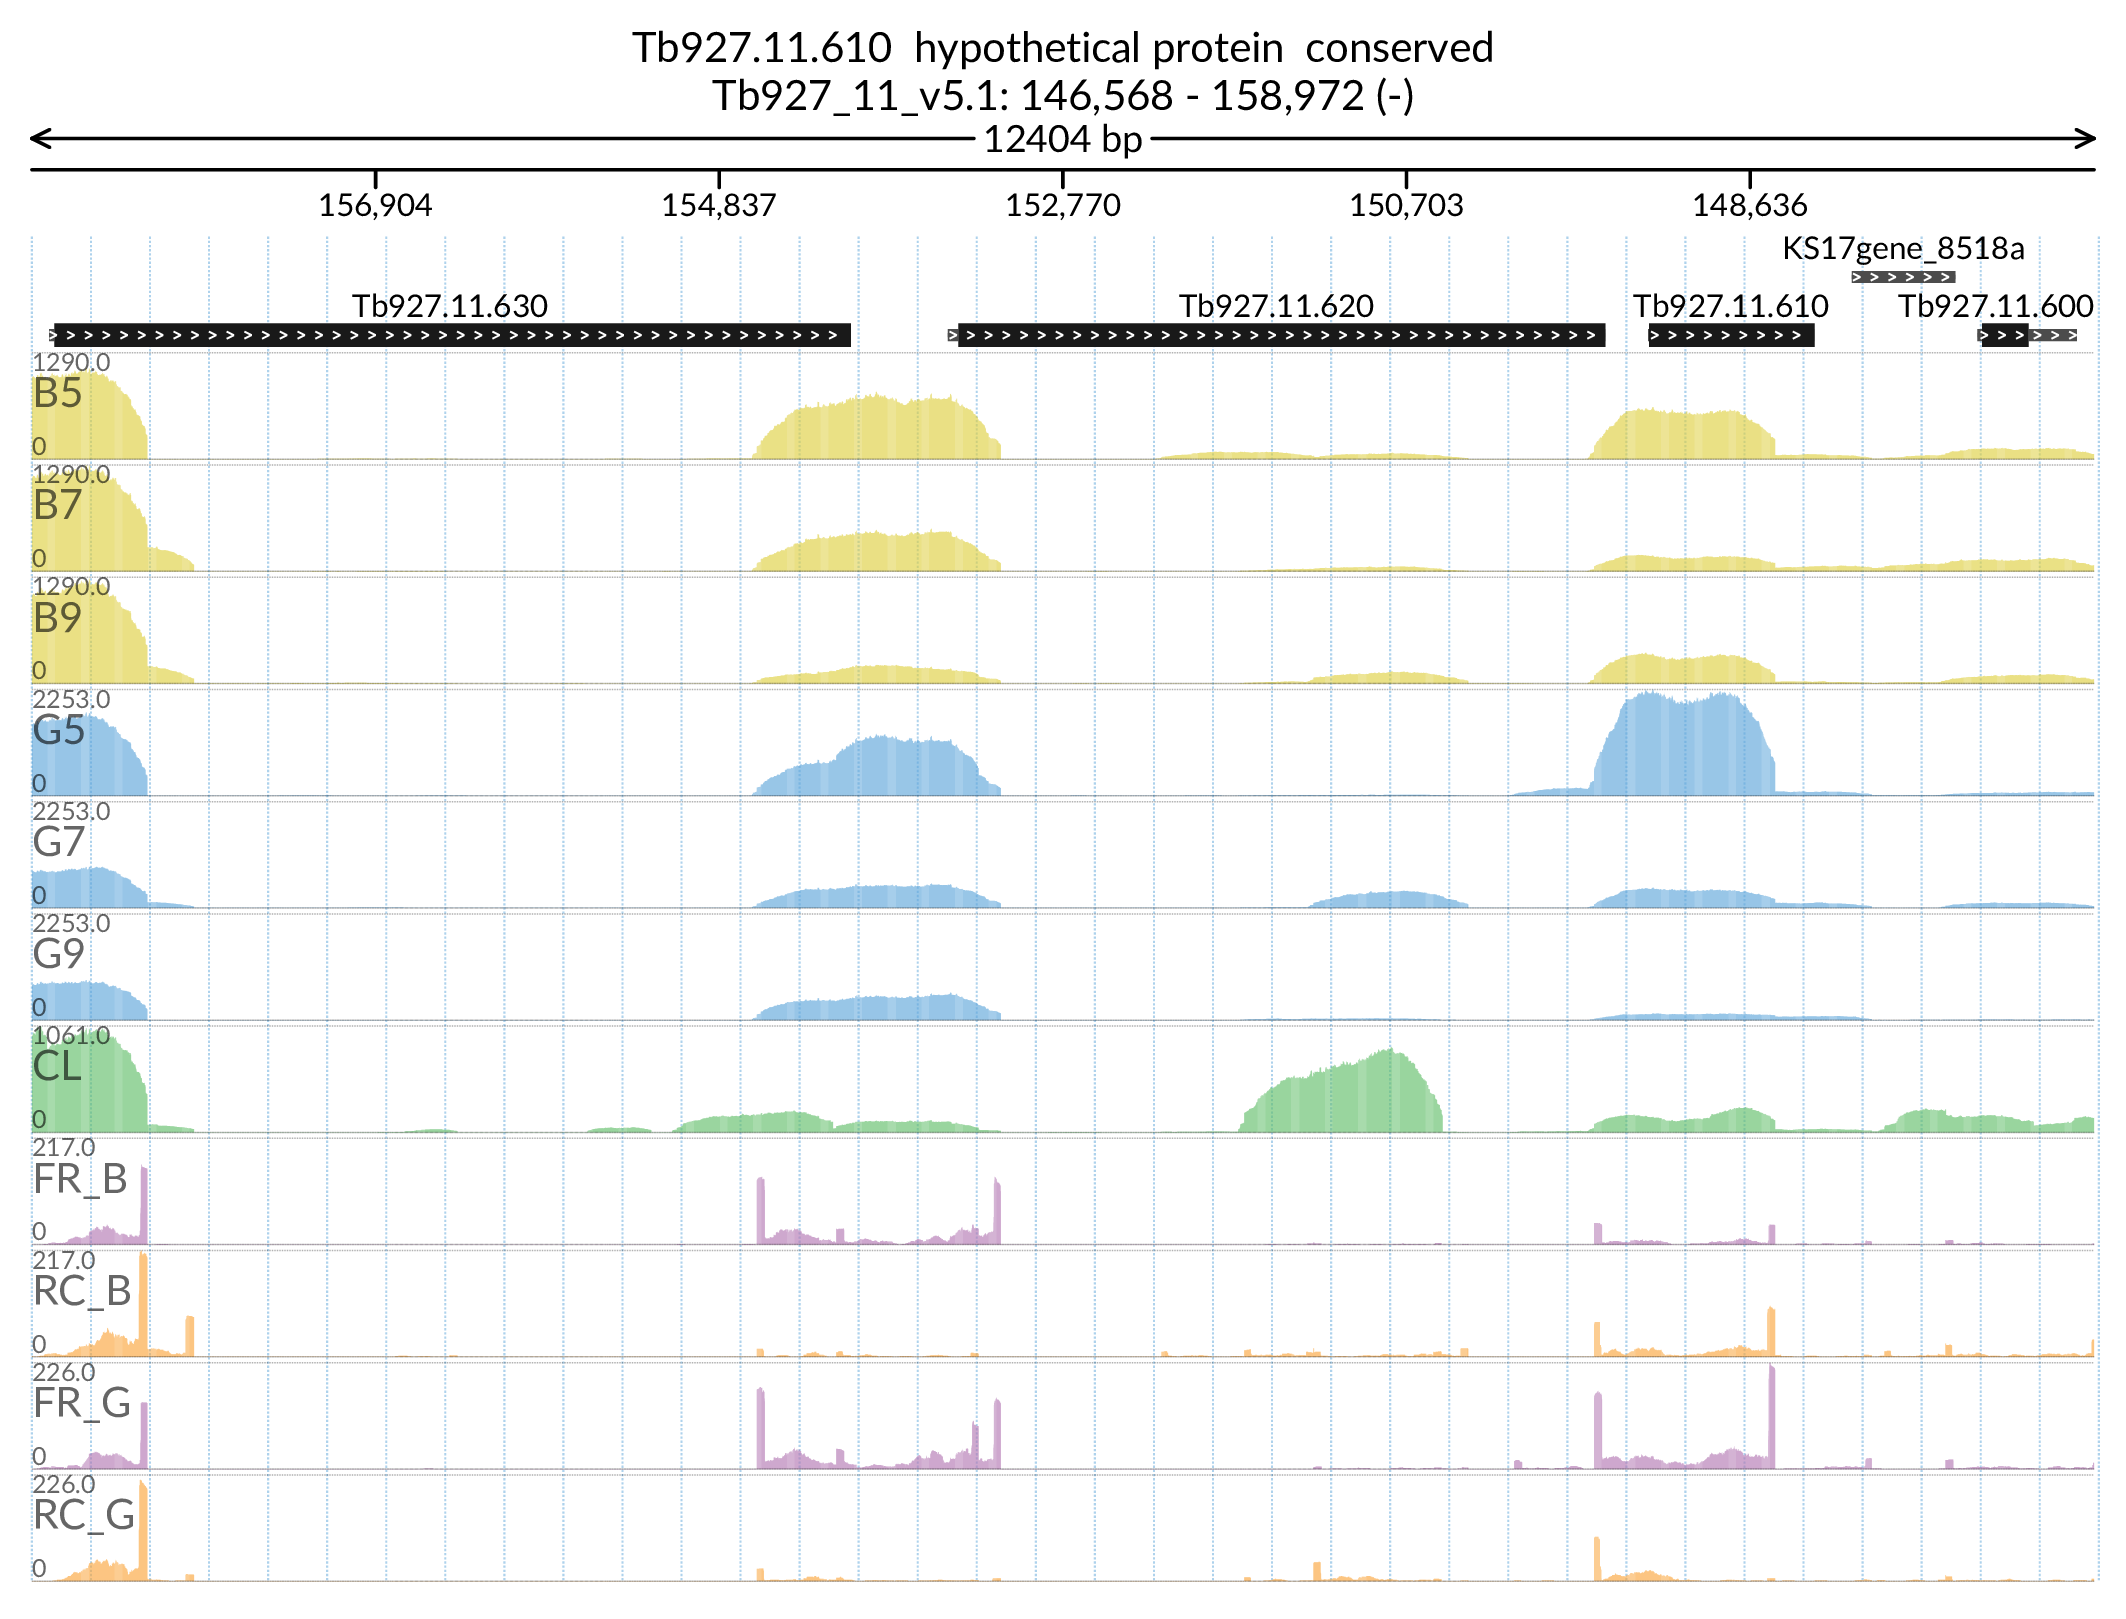 Tb927.11.610  hypothetical protein  conserved
Tb927_11_v5.1: 146,568 - 158,972 (-)
12404 bp
156,904 154,837 152,770 150,703 148,636
KS17gene_8518a
Tb927.11.630 Tb927.11.620 Tb927.11.610 Tb927.11.600
1290.0
B5
0
1290.0
B7
0
1290.0
B9
0
2253.0
G5
0
2253.0
G7
0
2253.0
G9
0
1061.0
CL
0
217.0
FR_B
0
217.0
RC_B
0
226.0
FR_G
0
226.0
RC_G
0